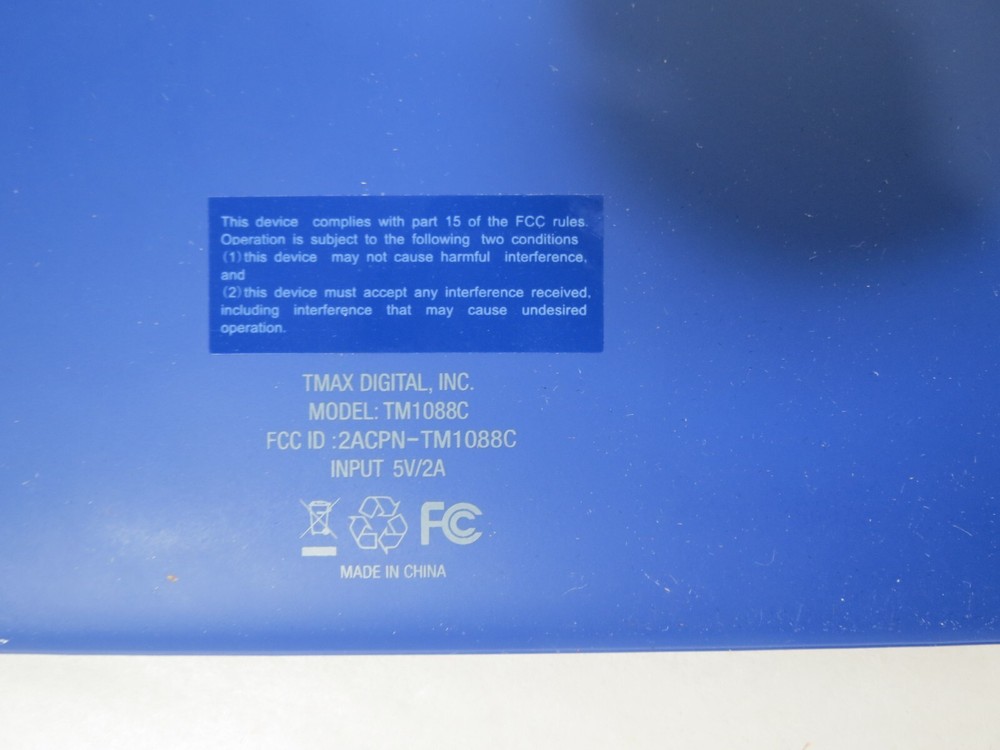 This device complies with part 15 of the FCC rules.
Operation is subject to the following two conditions
(1)this device may not cause harmful interference,
and
(2)this device must accept any interference received,
including interference that may cause undesired
operation.
TMAX DIGITAL, INC.
MODEL: TM1088C
FCC ID :2ACPN-TM1088C
INPUT 5V/2A
FC
MADE IN CHINA